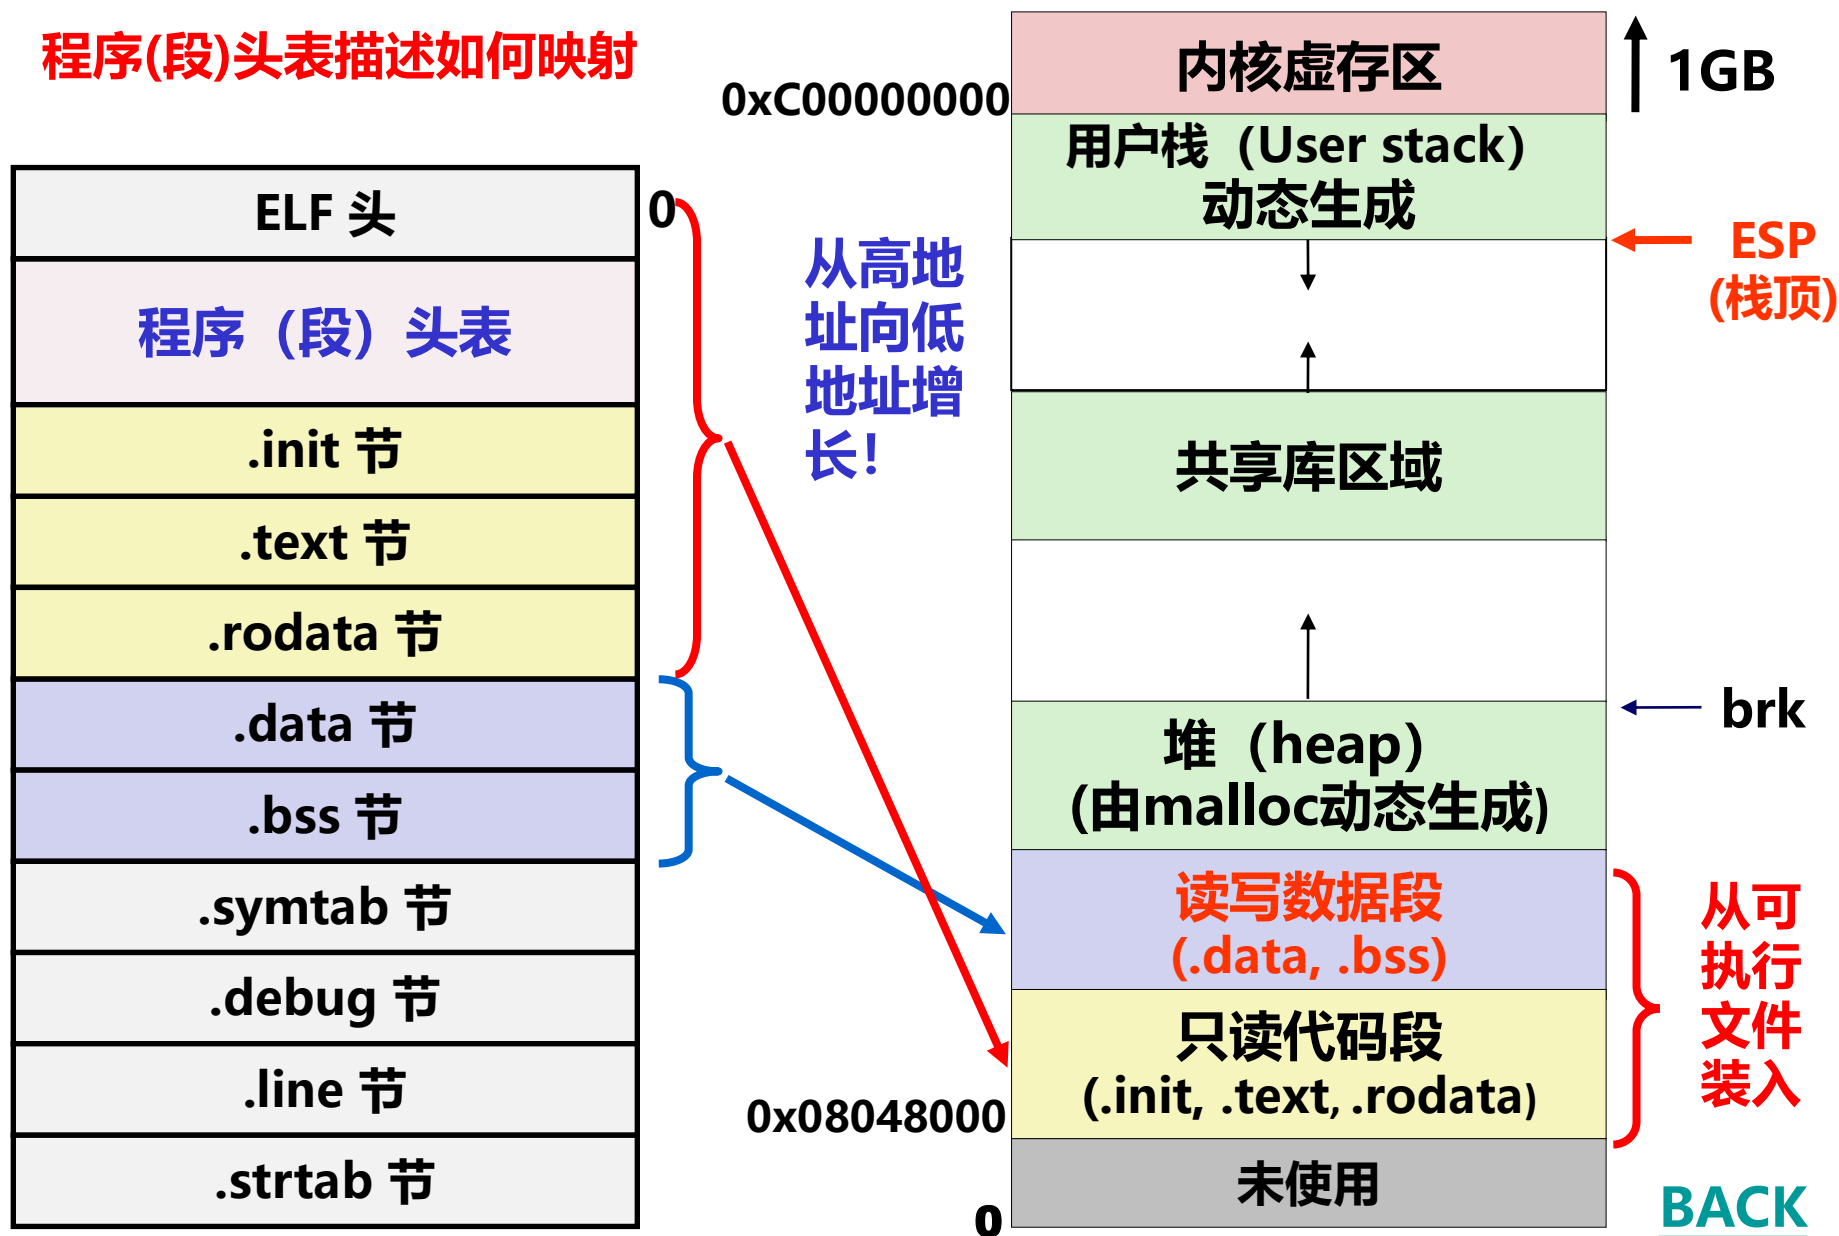 程序(段)头表描述如何映射
ELF 头
0
程序（段）头表
.init 节
.text 节
.rodata 节
.data 节
.bss 节
.symtab 节
.debug 节
.line 节
.strtab 节
从高地
址向低
地址增
长！
0xC00000000
内核虚存区
1GB
用户栈（User stack）
动态生成
ESP
(栈顶)
共享库区域
brk
堆（heap）
(由malloc动态生成)
读写数据段
(.data, .bss)
只读代码段
(.init, .text, .rodata)
0x08048000
未使用
0
从可
执行
文件
装入
BACK